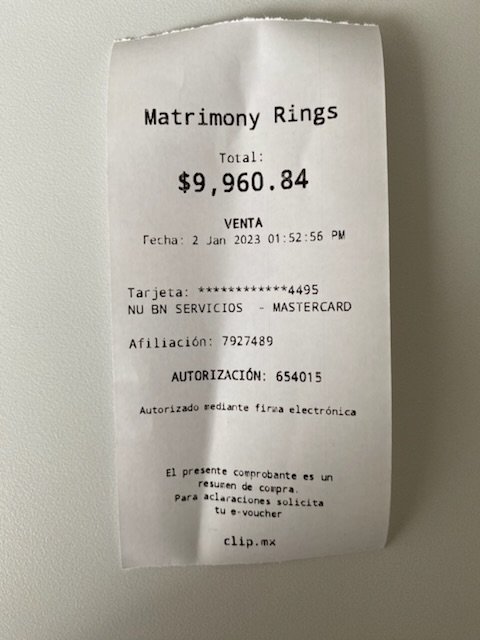 Matrimony Rings
Total:
$9,960.84
VENTA
Fecha: 2 Jan 2023 01:52:56 PM
Tarjeta: ************4495
NU BN SERVICIOS - MASTERCARD
Afiliación: 7927489
AUTORIZACIÓN: 654015
Autorizado mediante firma electrónica
El presente comprobante es un
resumen de compra.
Para aclaraciones solicita
tu e-voucher
clip.mx